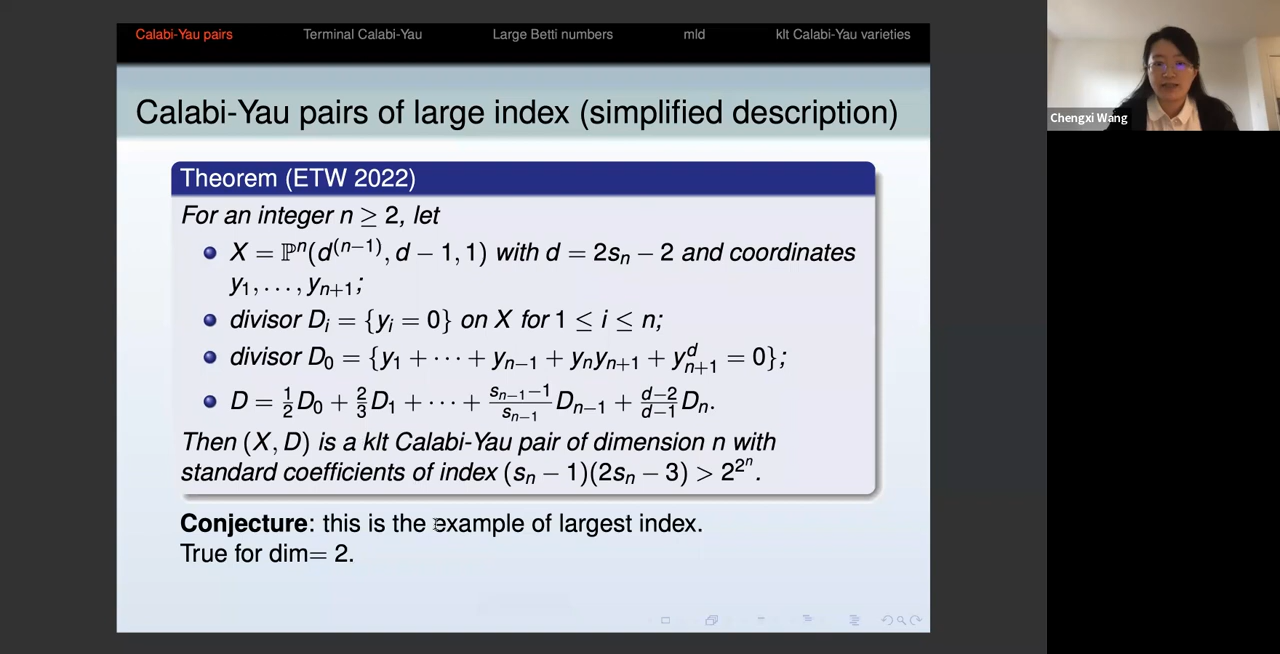 Calabi-Yau pairs Terminal Calabi-Yau Large Betti numbers mld klt Calabi-Yau varieties
Calabi-Yau pairs of large index (simplified description)
Theorem (ETW 2022)
For an integer n ≥ 2, let
X = ℙⁿ(d⁽ⁿ⁻¹⁾, d − 1, 1) with d = 2sₙ − 2 and coordinates
y₁, . . . , yₙ₊₁;
divisor Dᵢ = {yᵢ = 0} on X for 1 ≤ i ≤ n;
divisor D₀ = {y₁ + · · · + yₙ₋₁ + yₙyₙ₊₁ + yₙ₊₁ᵈ = 0};
D = 1/2 D₀ + 2/3 D₁ + · · · + (sₙ₋₁−1)/sₙ₋₁ Dₙ₋₁ + (d−2)/(d−1) Dₙ.
Then (X, D) is a klt Calabi-Yau pair of dimension n with
standard coefficients of index (sₙ − 1)(2sₙ − 3) > 2^{2ⁿ}.
Conjecture: this is the example of largest index.
True for dim= 2.
Chengxi Wang